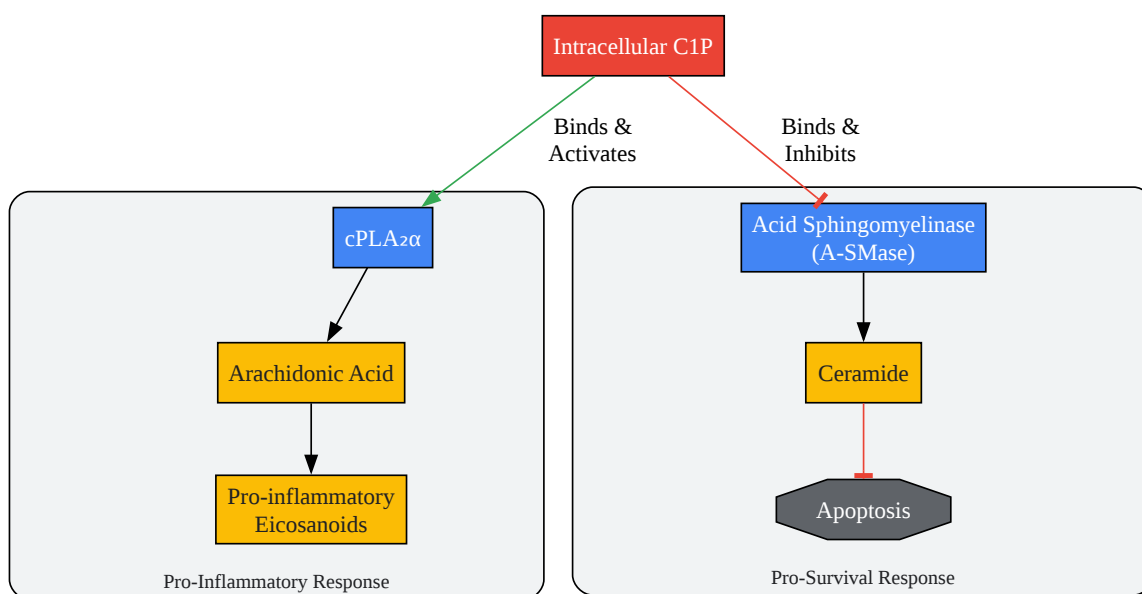 Intracellular C1P
Binds &
Activates
Binds &
Inhibits
cPLA₂α
Acid Sphingomyelinase
(A-SMase)
Arachidonic Acid
Ceramide
Pro-inflammatory
Eicosanoids
Apoptosis
Pro-Inflammatory Response
Pro-Survival Response